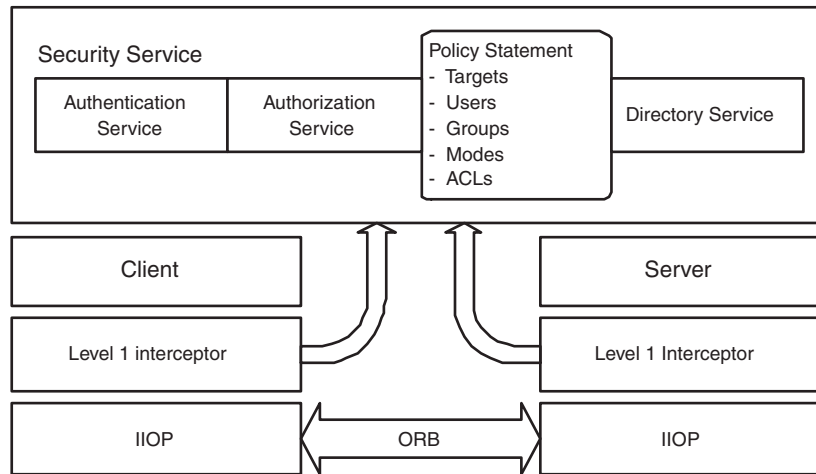 Security Service
Authentication
Service
Authorization
Service
Policy Statement
- Targets
- Users
- Groups
- Modes
- ACLs
Directory Service
Client
Server
Level 1 interceptor
Level 1 Interceptor
IIOP
ORB
IIOP